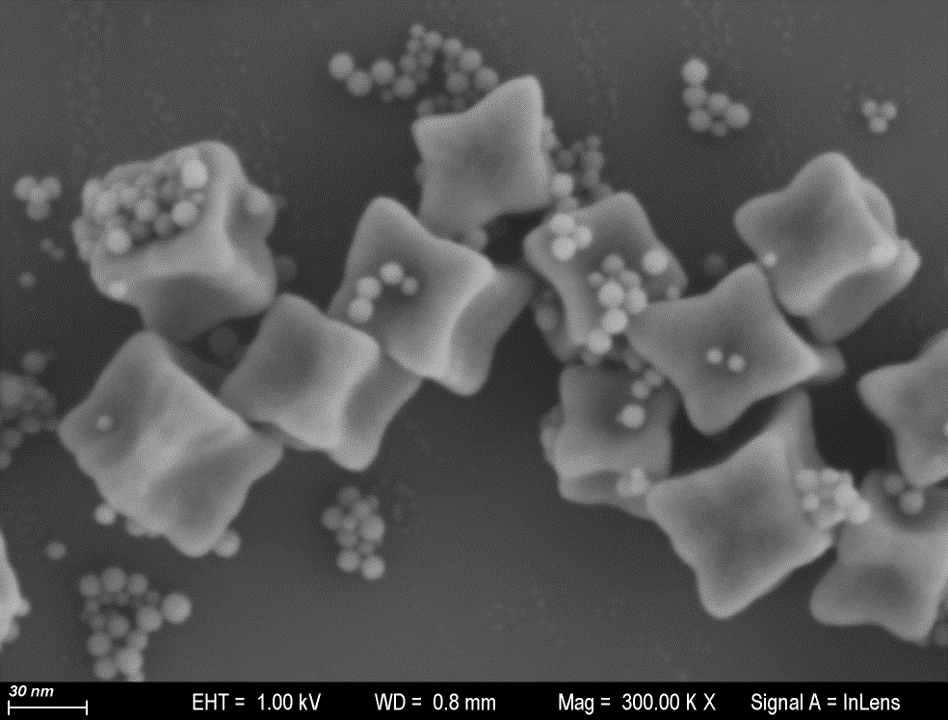 30 nm
EHT = 1.00 kV WD = 0.8 mm Mag = 300.00 K X Signal A = InLens